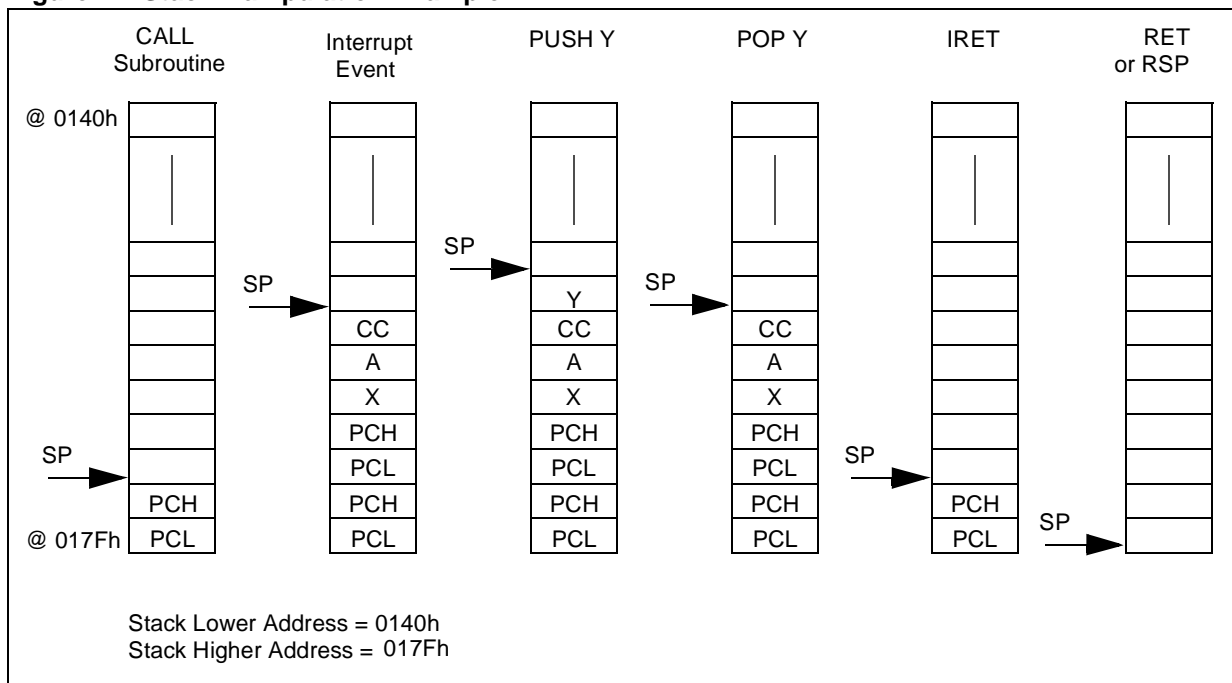 CALL
Subroutine
Interrupt
Event
PUSH Y
POP Y
IRET
RET
or RSP
@ 0140h
SP
SP
SP
Y
CC
CC
CC
A
A
A
X
X
X
PCH
PCH
PCH
SP
PCL
PCL
PCL
SP
PCH
PCH
PCH
PCH
PCH
SP
@ 017Fh
PCL
PCL
PCL
PCL
PCL
Stack Lower Address = 0140h
Stack Higher Address = 017Fh